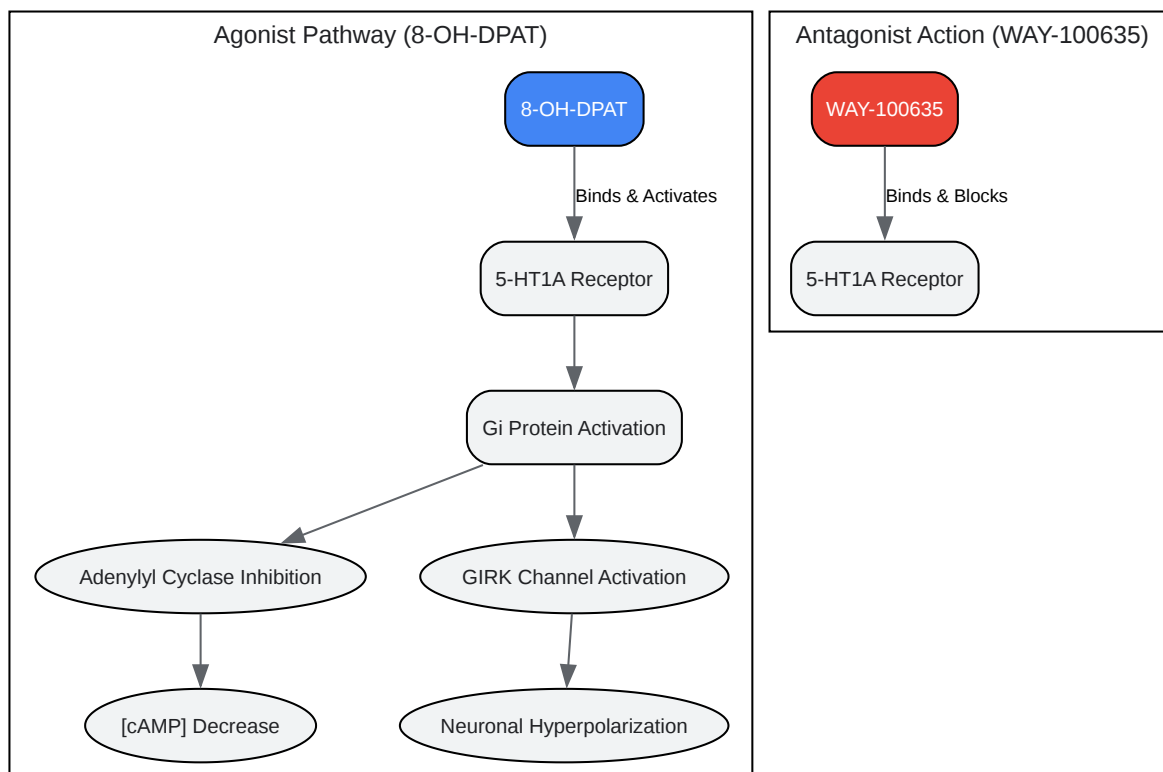 Agonist Pathway (8-OH-DPAT)
8-OH-DPAT
Binds & Activates
5-HT1A Receptor
Gi Protein Activation
Adenylyl Cyclase Inhibition
GIRK Channel Activation
[cAMP] Decrease
Neuronal Hyperpolarization
Antagonist Action (WAY-100635)
WAY-100635
Binds & Blocks
5-HT1A Receptor